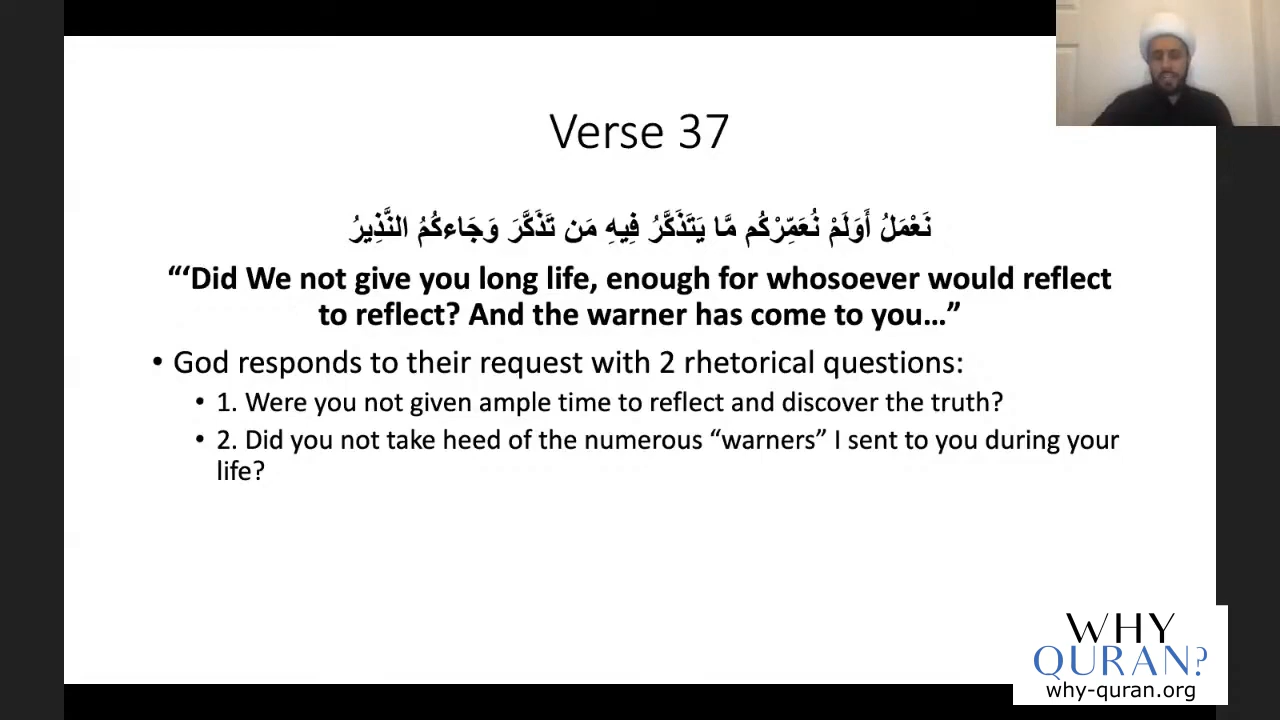 Verse 37
نَعْمَلُ أَوَلَمْ نُعَمِّرْكُم مَّا يَتَذَكَّرُ فِيهِ مَن تَذَكَّرَ وَجَاءكُمُ النَّذِيرُ
“‘Did We not give you long life, enough for whosoever would reflect
to reflect? And the warner has come to you…”
• God responds to their request with 2 rhetorical questions:
• 1. Were you not given ample time to reflect and discover the truth?
• 2. Did you not take heed of the numerous “warners” I sent to you during your
life?
WHY
QURAN?
why-quran.org